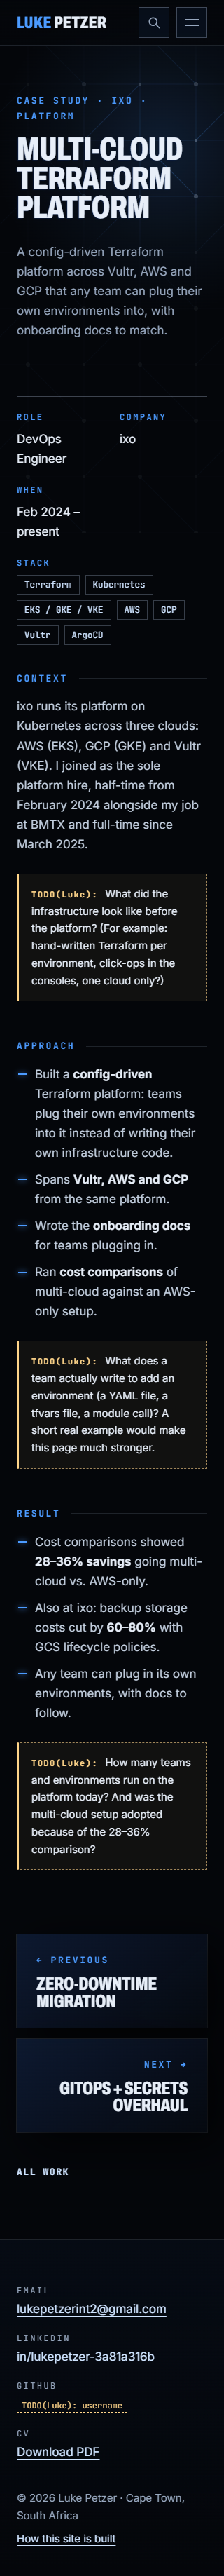 LUKE PETZER
CASE STUDY · IXO ·
PLATFORM
MULTI-CLOUD
TERRAFORM
PLATFORM
A config-driven Terraform
platform across Vultr, AWS and
GCP that any team can plug their
own environments into, with
onboarding docs to match.
ROLE
DevOps
Engineer
COMPANY
ixo
WHEN
Feb 2024 –
present
STACK
Terraform Kubernetes
EKS / GKE / VKE AWS GCP
Vultr ArgoCD
CONTEXT
ixo runs its platform on
Kubernetes across three clouds:
AWS (EKS), GCP (GKE) and Vultr
(VKE). I joined as the sole
platform hire, half-time from
February 2024 alongside my job
at BMTX and full-time since
March 2025.
TODO(Luke): What did the
infrastructure look like before
the platform? (For example:
hand-written Terraform per
environment, click-ops in the
consoles, one cloud only?)
APPROACH
— Built a config-driven
Terraform platform: teams
plug their own environments
into it instead of writing their
own infrastructure code.
— Spans Vultr, AWS and GCP
from the same platform.
— Wrote the onboarding docs
for teams plugging in.
— Ran cost comparisons of
multi-cloud against an AWS-
only setup.
TODO(Luke): What does a
team actually write to add an
environment (a YAML file, a
tfvars file, a module call)? A
short real example would make
this page much stronger.
RESULT
— Cost comparisons showed
28–36% savings going multi-
cloud vs. AWS-only.
— Also at ixo: backup storage
costs cut by 60–80% with
GCS lifecycle policies.
— Any team can plug in its own
environments, with docs to
follow.
TODO(Luke): How many teams
and environments run on the
platform today? And was the
multi-cloud setup adopted
because of the 28–36%
comparison?
← PREVIOUS
ZERO-DOWNTIME
MIGRATION
NEXT →
GITOPS + SECRETS
OVERHAUL
ALL WORK
EMAIL
lukepetzerint2@gmail.com
LINKEDIN
in/lukepetzer-3a81a316b
GITHUB
TODO(Luke): username
CV
Download PDF
© 2026 Luke Petzer · Cape Town,
South Africa
How this site is built